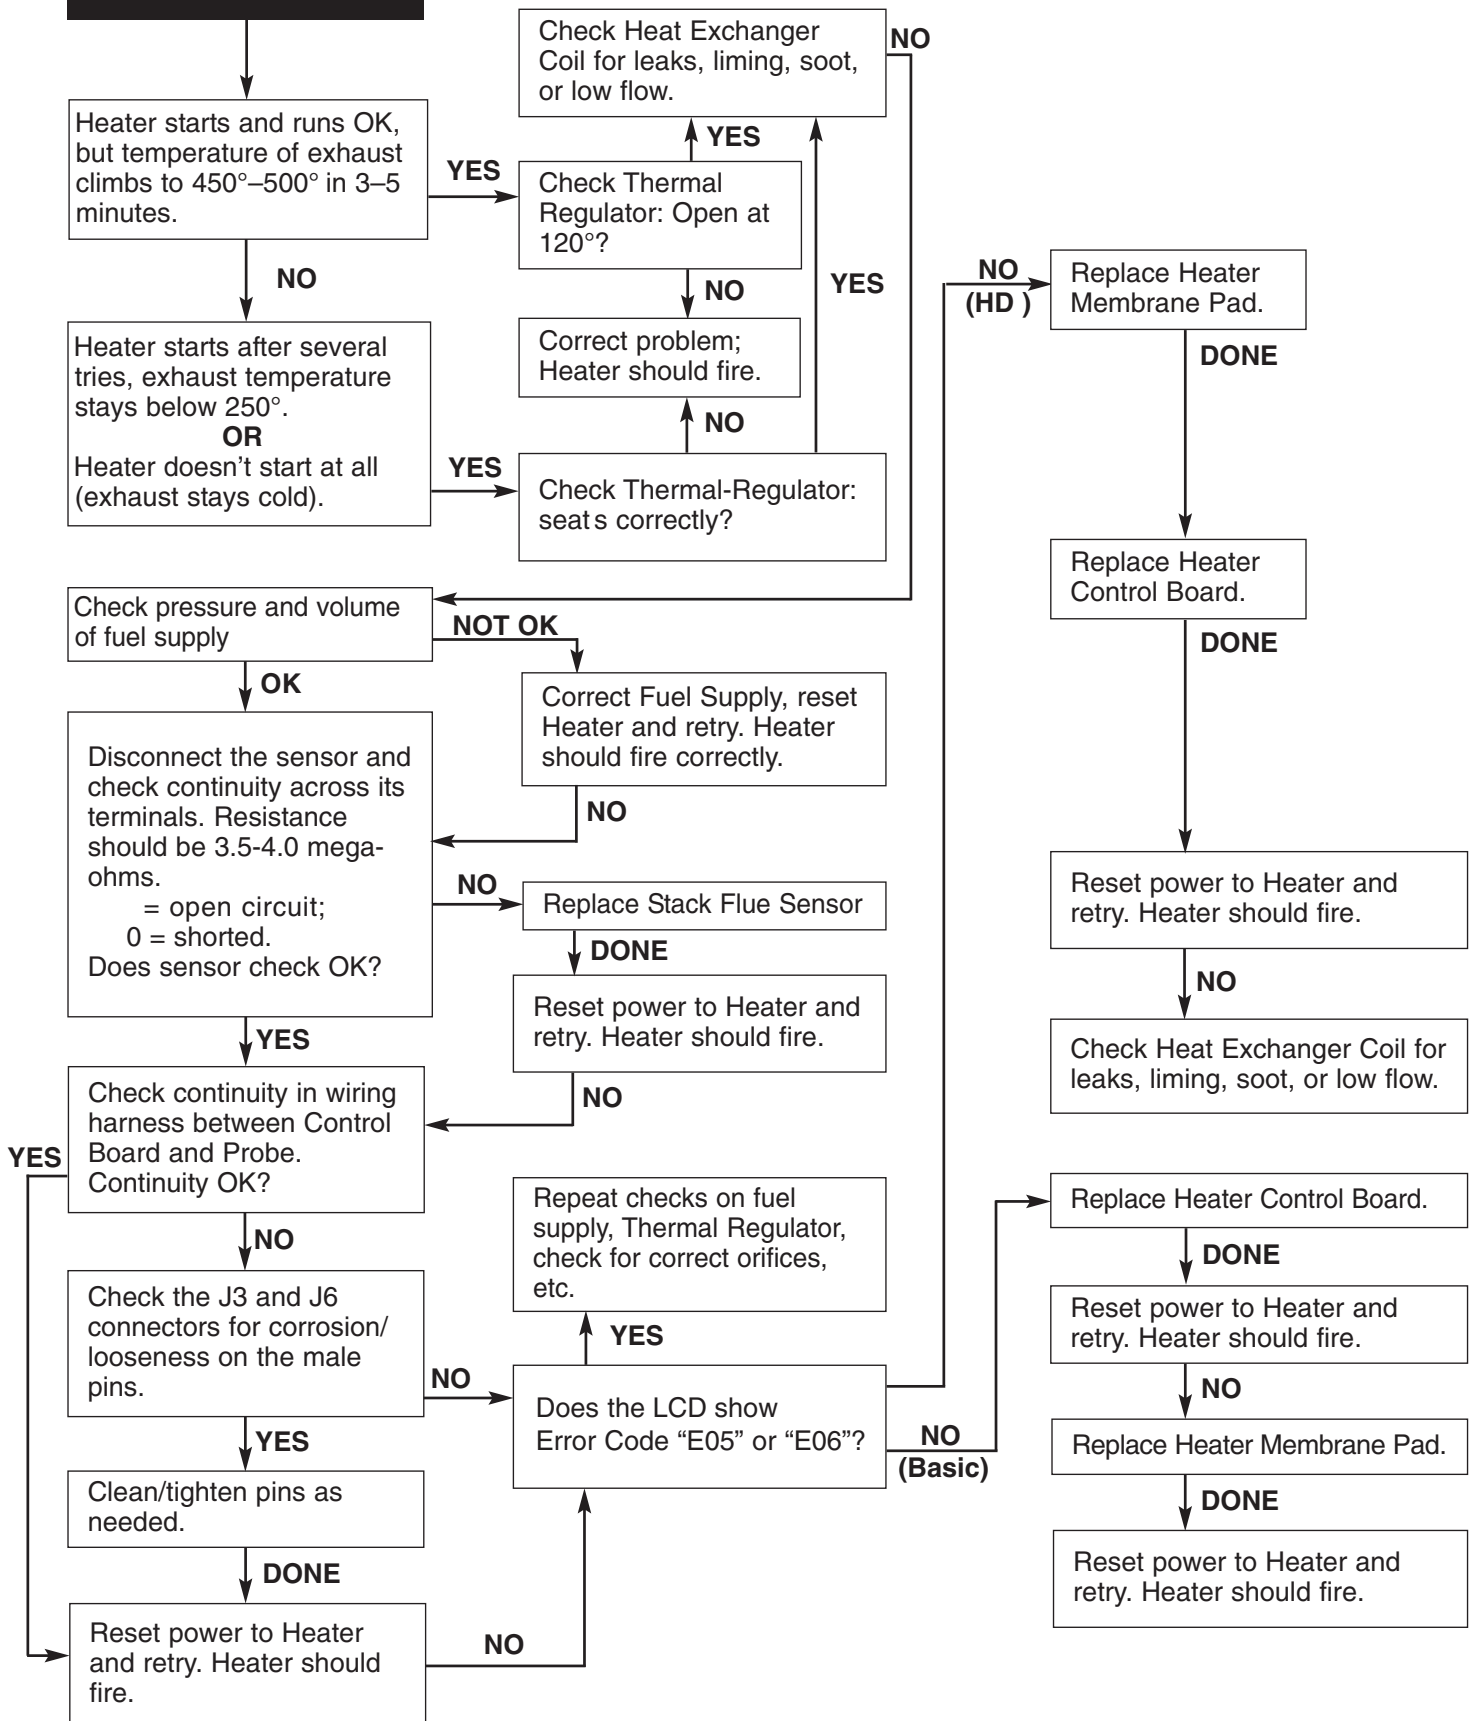 Check Heat Exchanger
Coil for leaks, liming, soot,
or low flow.
NO
Heater starts and runs OK,
but temperature of exhaust
climbs to 450°–500° in 3–5
minutes.
YES
YES
Check Thermal
Regulator: Open at
120°?
NO
NO
YES
Correct problem;
Heater should fire.
NO
Heater starts after several
tries, exhaust temperature
stays below 250°.
OR
Heater doesn't start at all
(exhaust stays cold).
YES
Check Thermal-Regulator:
seats correctly?
NO
(HD )
Replace Heater
Membrane Pad.
DONE
Replace Heater
Control Board.
DONE
Reset power to Heater and
retry. Heater should fire.
NO
Check Heat Exchanger Coil for
leaks, liming, soot, or low flow.
Check pressure and volume
of fuel supply
NOT OK
OK
Correct Fuel Supply, reset
Heater and retry. Heater
should fire correctly.
NO
Disconnect the sensor and
check continuity across its
terminals. Resistance
should be 3.5-4.0 mega-
ohms.
= open circuit;
0 = shorted.
Does sensor check OK?
NO
Replace Stack Flue Sensor
DONE
Reset power to Heater and
retry. Heater should fire.
NO
YES
Check continuity in wiring
harness between Control
Board and Probe.
Continuity OK?
YES
NO
Check the J3 and J6
connectors for corrosion/
looseness on the male
pins.
NO
YES
Clean/tighten pins as
needed.
DONE
Reset power to Heater
and retry. Heater should
fire.
NO
Repeat checks on fuel
supply, Thermal Regulator,
check for correct orifices,
etc.
YES
Does the LCD show
Error Code “E05” or “E06”?
NO
(Basic)
Replace Heater Control Board.
DONE
Reset power to Heater and
retry. Heater should fire.
NO
Replace Heater Membrane Pad.
DONE
Reset power to Heater and
retry. Heater should fire.